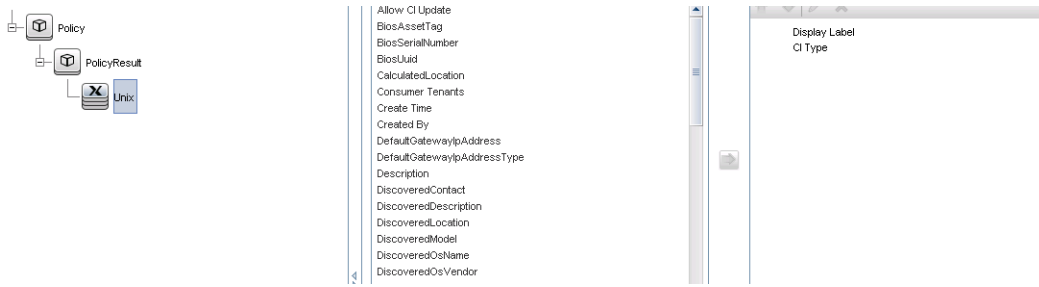 Policy
PolicyResult
Unix
Allow CI Update
BiosAssetTag
BiosSerialNumber
BiosUuid
CalculatedLocation
Consumer Tenants
Create Time
Created By
DefaultGatewayIpAddress
DefaultGatewayIpAddressType
Description
DiscoveredContact
DiscoveredDescription
DiscoveredLocation
DiscoveredModel
DiscoveredOsName
DiscoveredOsVendor
Display Label
CI Type